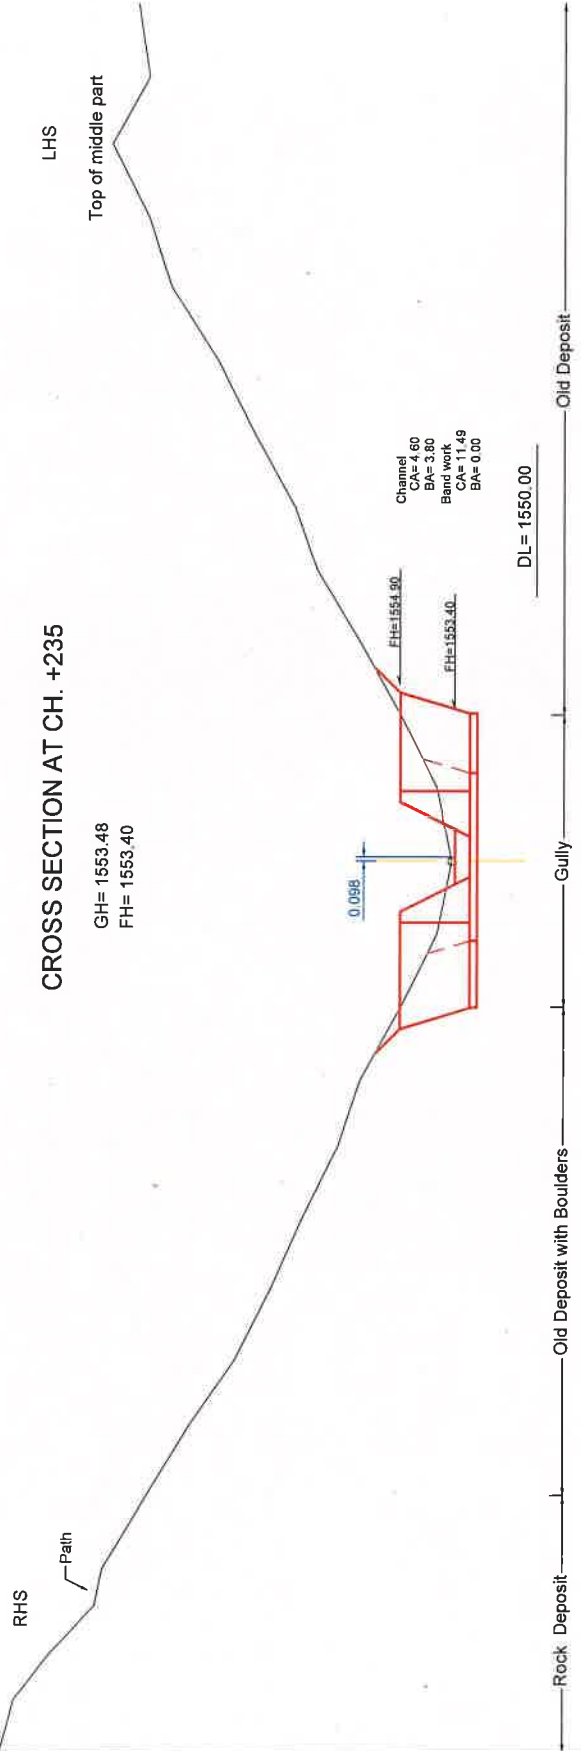 CROSS SECTION AT CH. +235
GH= 1553.48
FH= 1553.40
RHS
LHS
Path
Top of middle part
0.098
FH=1554.90
FH=1553.40
Channel
CA= 4.60
BA= 3.80
Band work
CA= 11.49
BA= 0.00
DL= 1550.00
Rock Deposit
Old Deposit with Boulders
Gully
Old Deposit